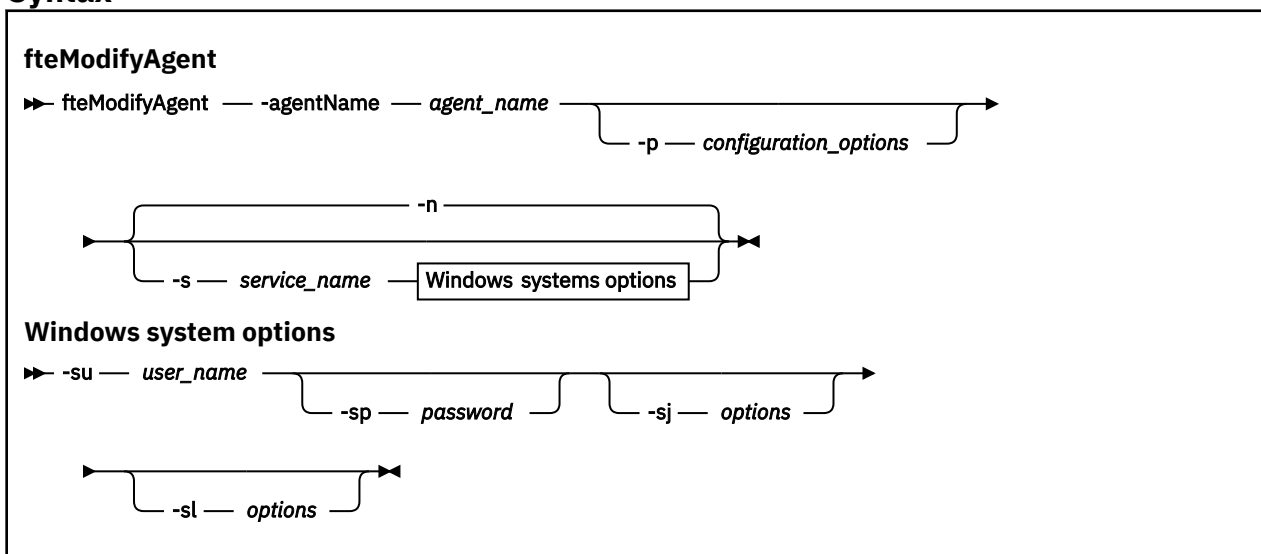 Syntax
fteModifyAgent
fteModifyAgent -agentName agent_name
-p configuration_options
-n
-s service_name Windows systems options
Windows system options
-su user_name
-sp password -sj options
-sl options